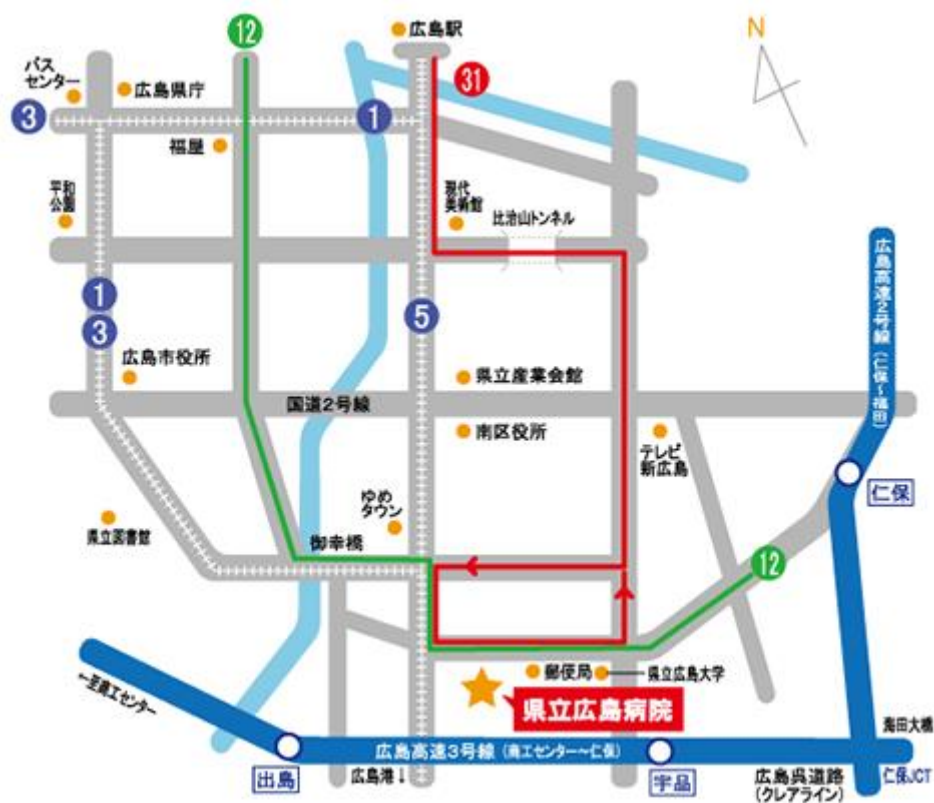 12
広島駅
N
バス
センター
広島県庁
31
3
1
福屋
平和
公園
現代
美術館
比治山トンネル
1
3
5
広島高速2号線(仁保〜福田)
広島市役所
県立産業会館
国道2号線
南区役所
テレビ
新広島
仁保
ゆめ
タウン
県立図書館
御幸橋
12
郵便局
県立広島大学
←至商工センター
県立広島病院
海田大橋
広島高速3号線(商工センター〜仁保)
出島
広島港↓
宇品
広島呉道路
(クレアライン)
仁保JCT